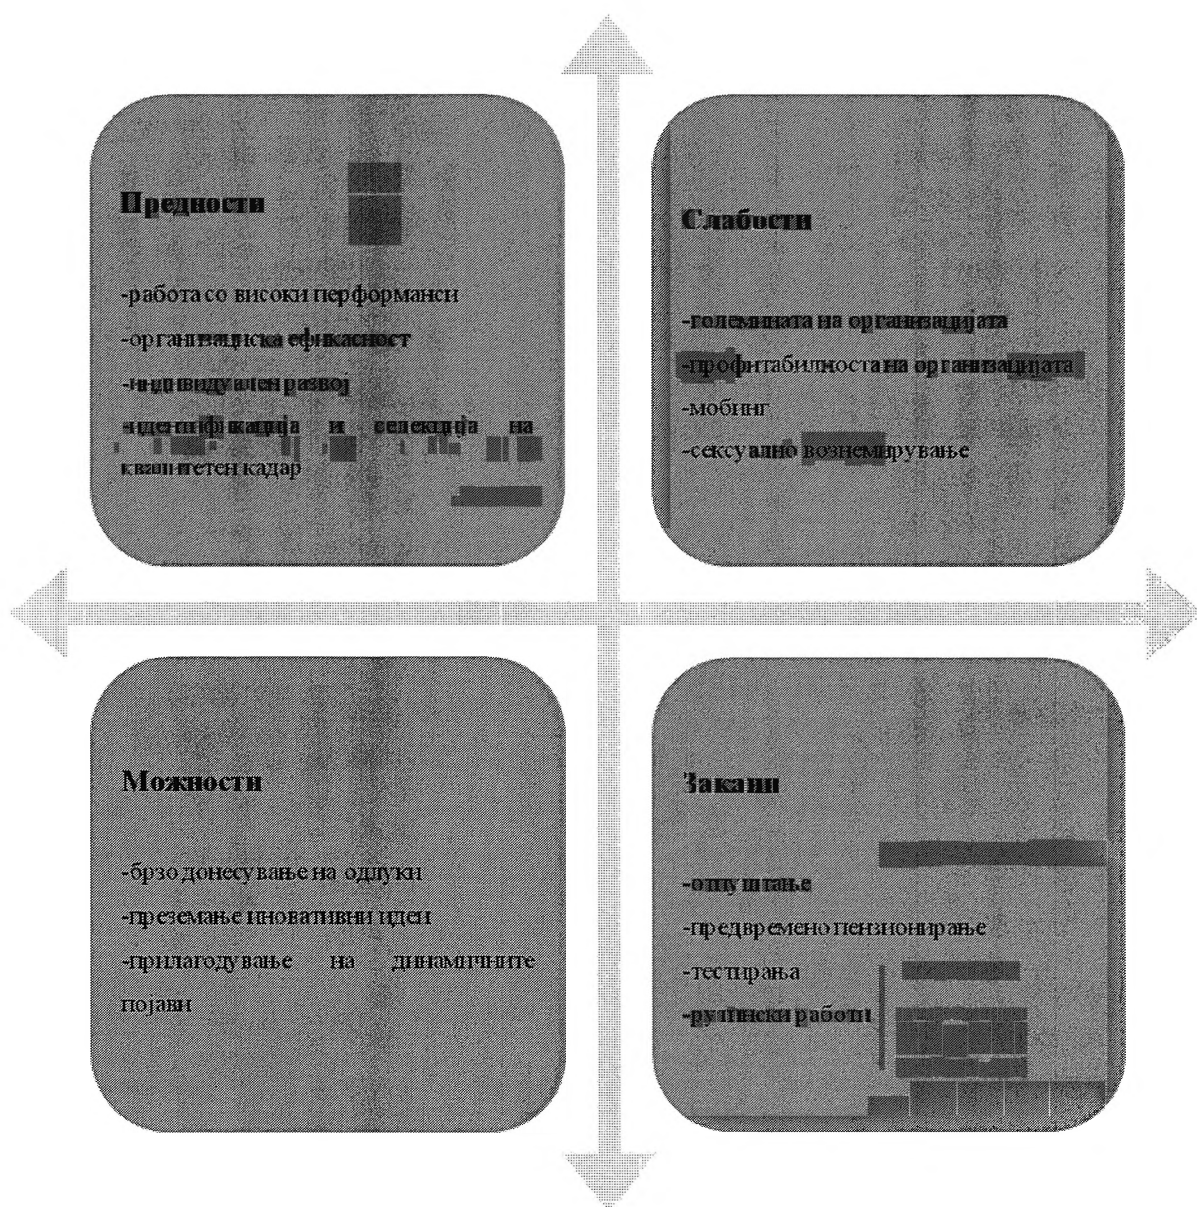 Предности
-работа со високи перформанси
-организациска ефикасност
-индивидуален развој
-идентификација и селекција на
квалитетен кадар
Слабости
-големината на организацијата
-профитабилноста на организацијата
-мобинг
-сексуално вознемирување
Можности
-брзо донесување на одлуки
-преземање иновативни идеи
-прилагодување на динамичните
појави
Закани
-отпуштање
-предвремено пензионирање
-тестирања
-рутински работи